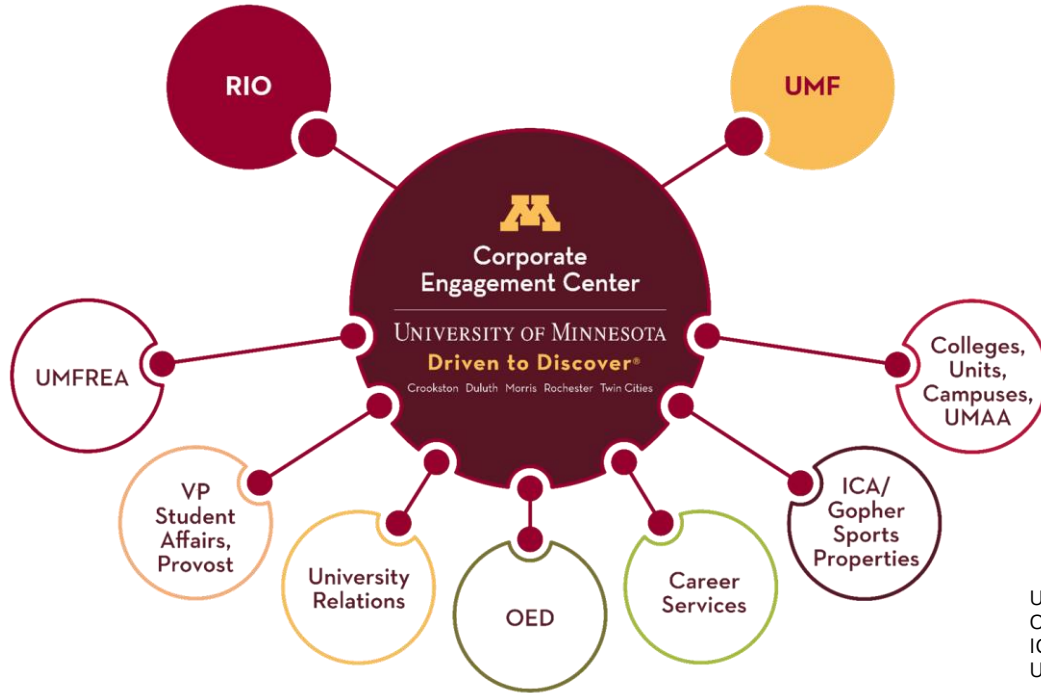 RIO
UMF
M
Corporate
Engagement Center
UNIVERSITY OF MINNESOTA
Driven to Discover®
Crookston Duluth Morris Rochester Twin Cities
UMFREA
Colleges,
Units,
Campuses,
UMAA
VP
Student
Affairs,
Provost
University
Relations
OED
Career
Services
ICA/
Gopher
Sports
Properties